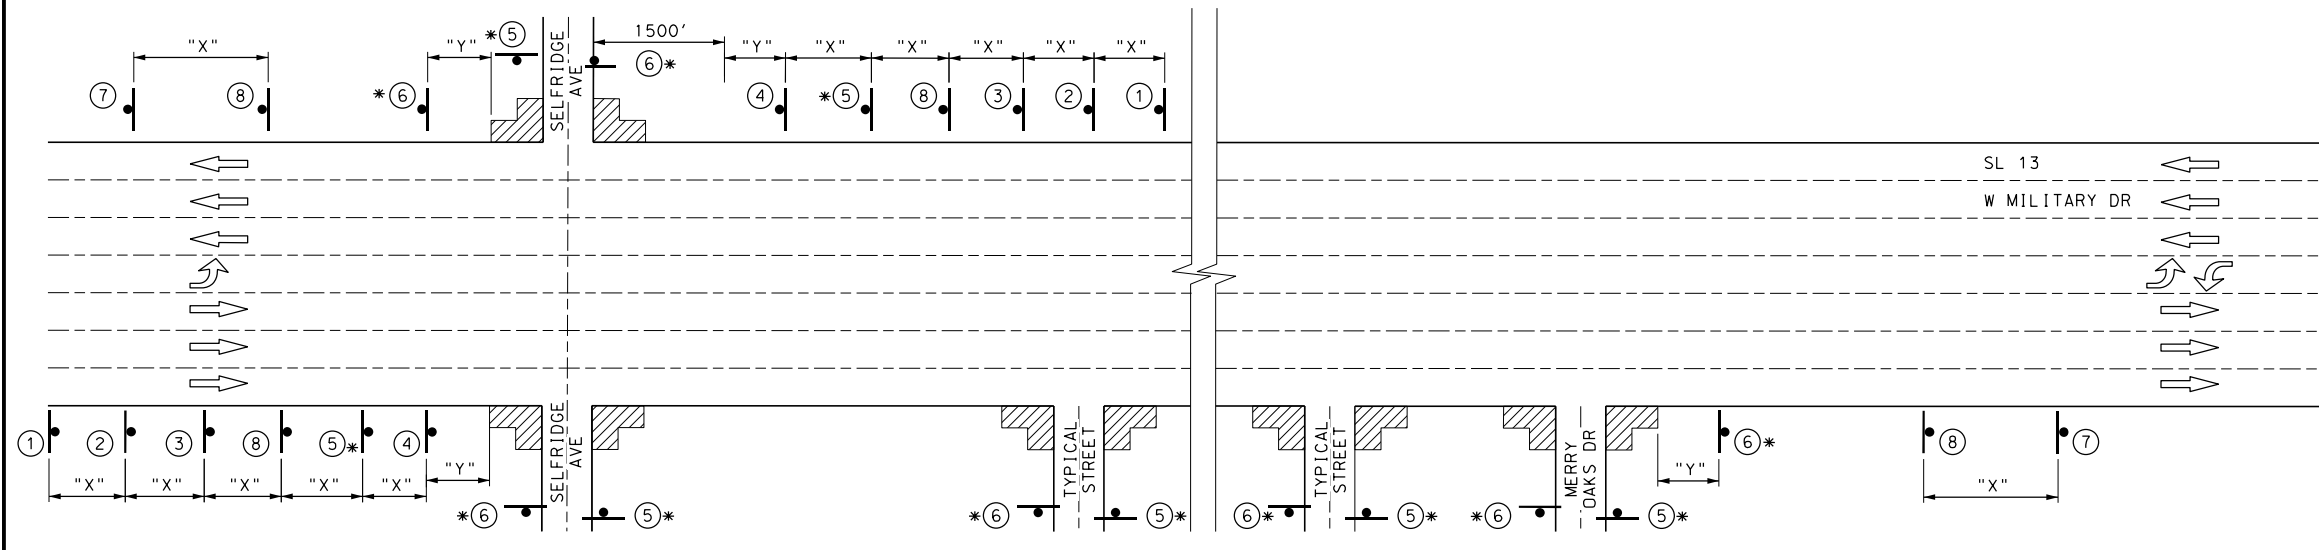 "X"
"Y"
*5
SELFRIDGE
AVE
1500'
6*
"Y"
"X"
"X"
"X"
"X"
"X"
7
8
*6
4
*5
8
3
2
1
SL 13
W MILITARY DR
1
2
3
8
5*
4
"X"
"X"
"X"
"X"
"X"
"Y"
*6
SELFRIDGE
AVE
5*
*6
TYPICAL
STREET
5*
6*
TYPICAL
STREET
5*
*6
MERRY
OAKS DR
5*
"Y"
6*
8
7
"X"